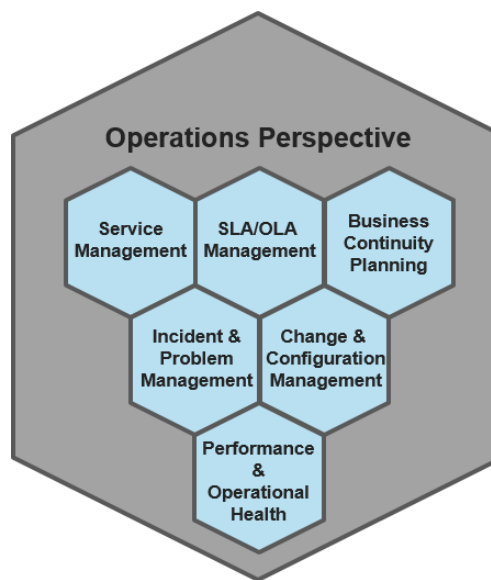 Operations Perspective
Service
Management
SLA/OLA
Management
Business
Continuity
Planning
Incident &
Problem
Management
Change &
Configuration
Management
Performance
&
Operational
Health